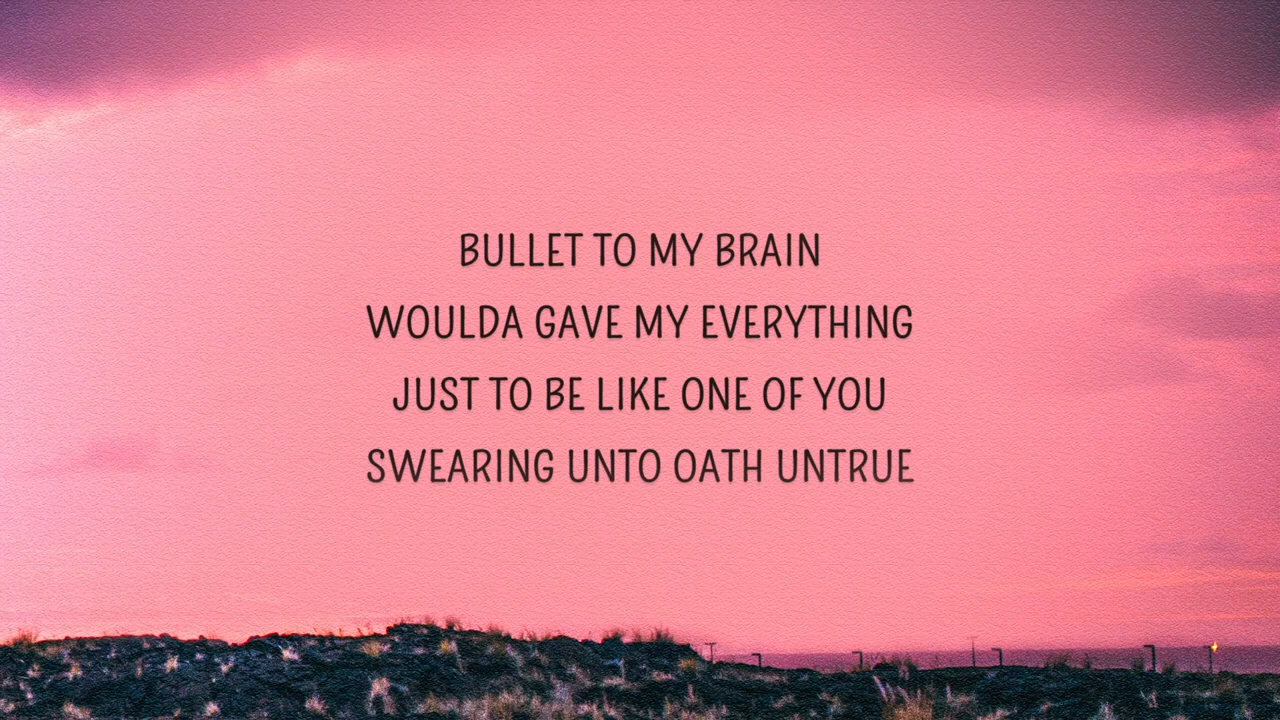 BULLET TO MY BRAIN
WOULDA GAVE MY EVERYTHING
JUST TO BE LIKE ONE OF YOU
SWEARING UNTO OATH UNTRUE